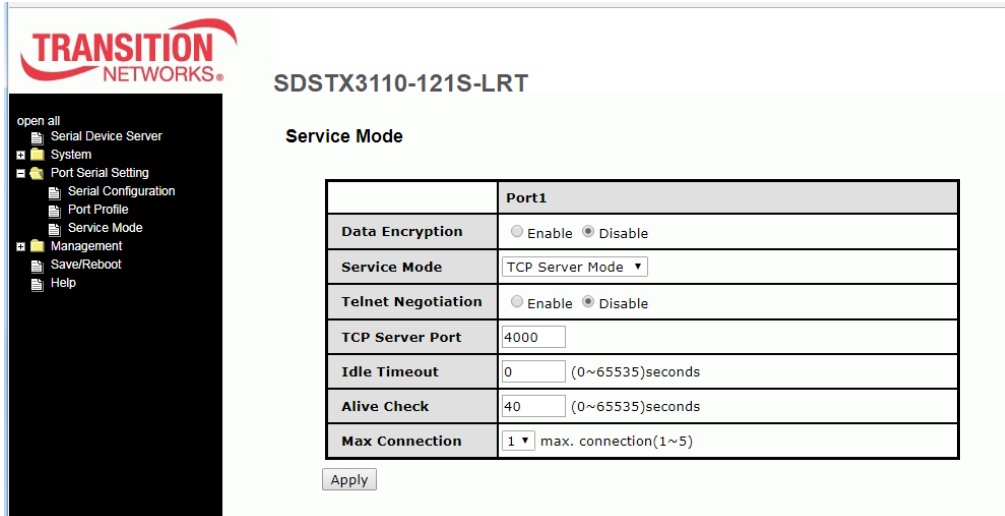 TRANSITION
NETWORKS®
SDSTX3110-121S-LRT
open all
Serial Device Server
System
Port Serial Setting
Serial Configuration
Port Profile
Service Mode
Management
Save/Reboot
Help
Service Mode
Port1
Data Encryption Enable Disable
Service Mode TCP Server Mode
Telnet Negotiation Enable Disable
TCP Server Port 4000
Idle Timeout 0 (0~65535)seconds
Alive Check 40 (0~65535)seconds
Max Connection 1 max. connection(1~5)
Apply